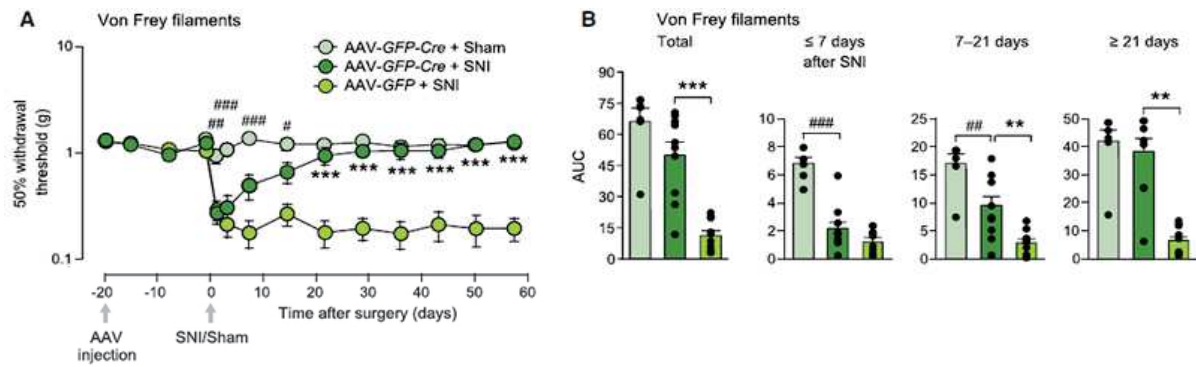 A
Von Frey filaments
AAV-GFP-Cre + Sham
AAV-GFP-Cre + SNI
AAV-GFP + SNI
50% withdrawal
threshold (g)
10
1
0.1
##
###
###
#
***
***
***
***
***
***
-20
-10
0
10
20
30
40
50
60
Time after surgery (days)
AAV
injection
SNI/Sham
B
Von Frey filaments
Total
≤ 7 days
after SNI
7–21 days
≥ 21 days
AUC
90
75
60
45
30
15
0
***
10
8
6
4
2
0
###
25
20
15
10
5
0
##
**
50
40
30
20
10
0
**